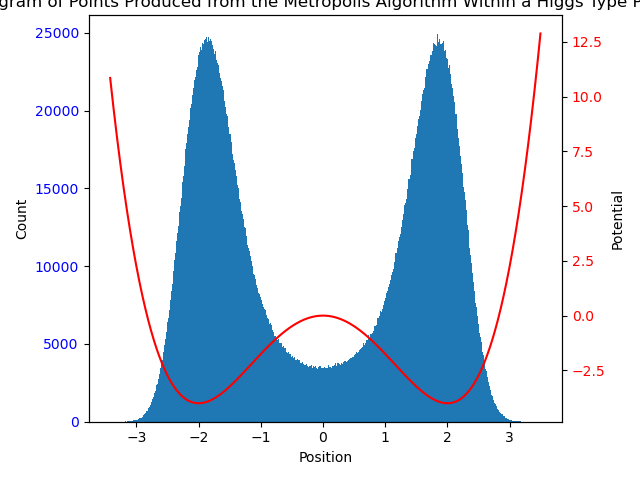 gram of Points Produced from the Metropolis Algorithm Within a Higgs Type P
25000
20000
15000
10000
5000
0
Count
12.5
10.0
7.5
5.0
2.5
0.0
−2.5
Potential
−3 −2 −1 0 1 2 3
Position